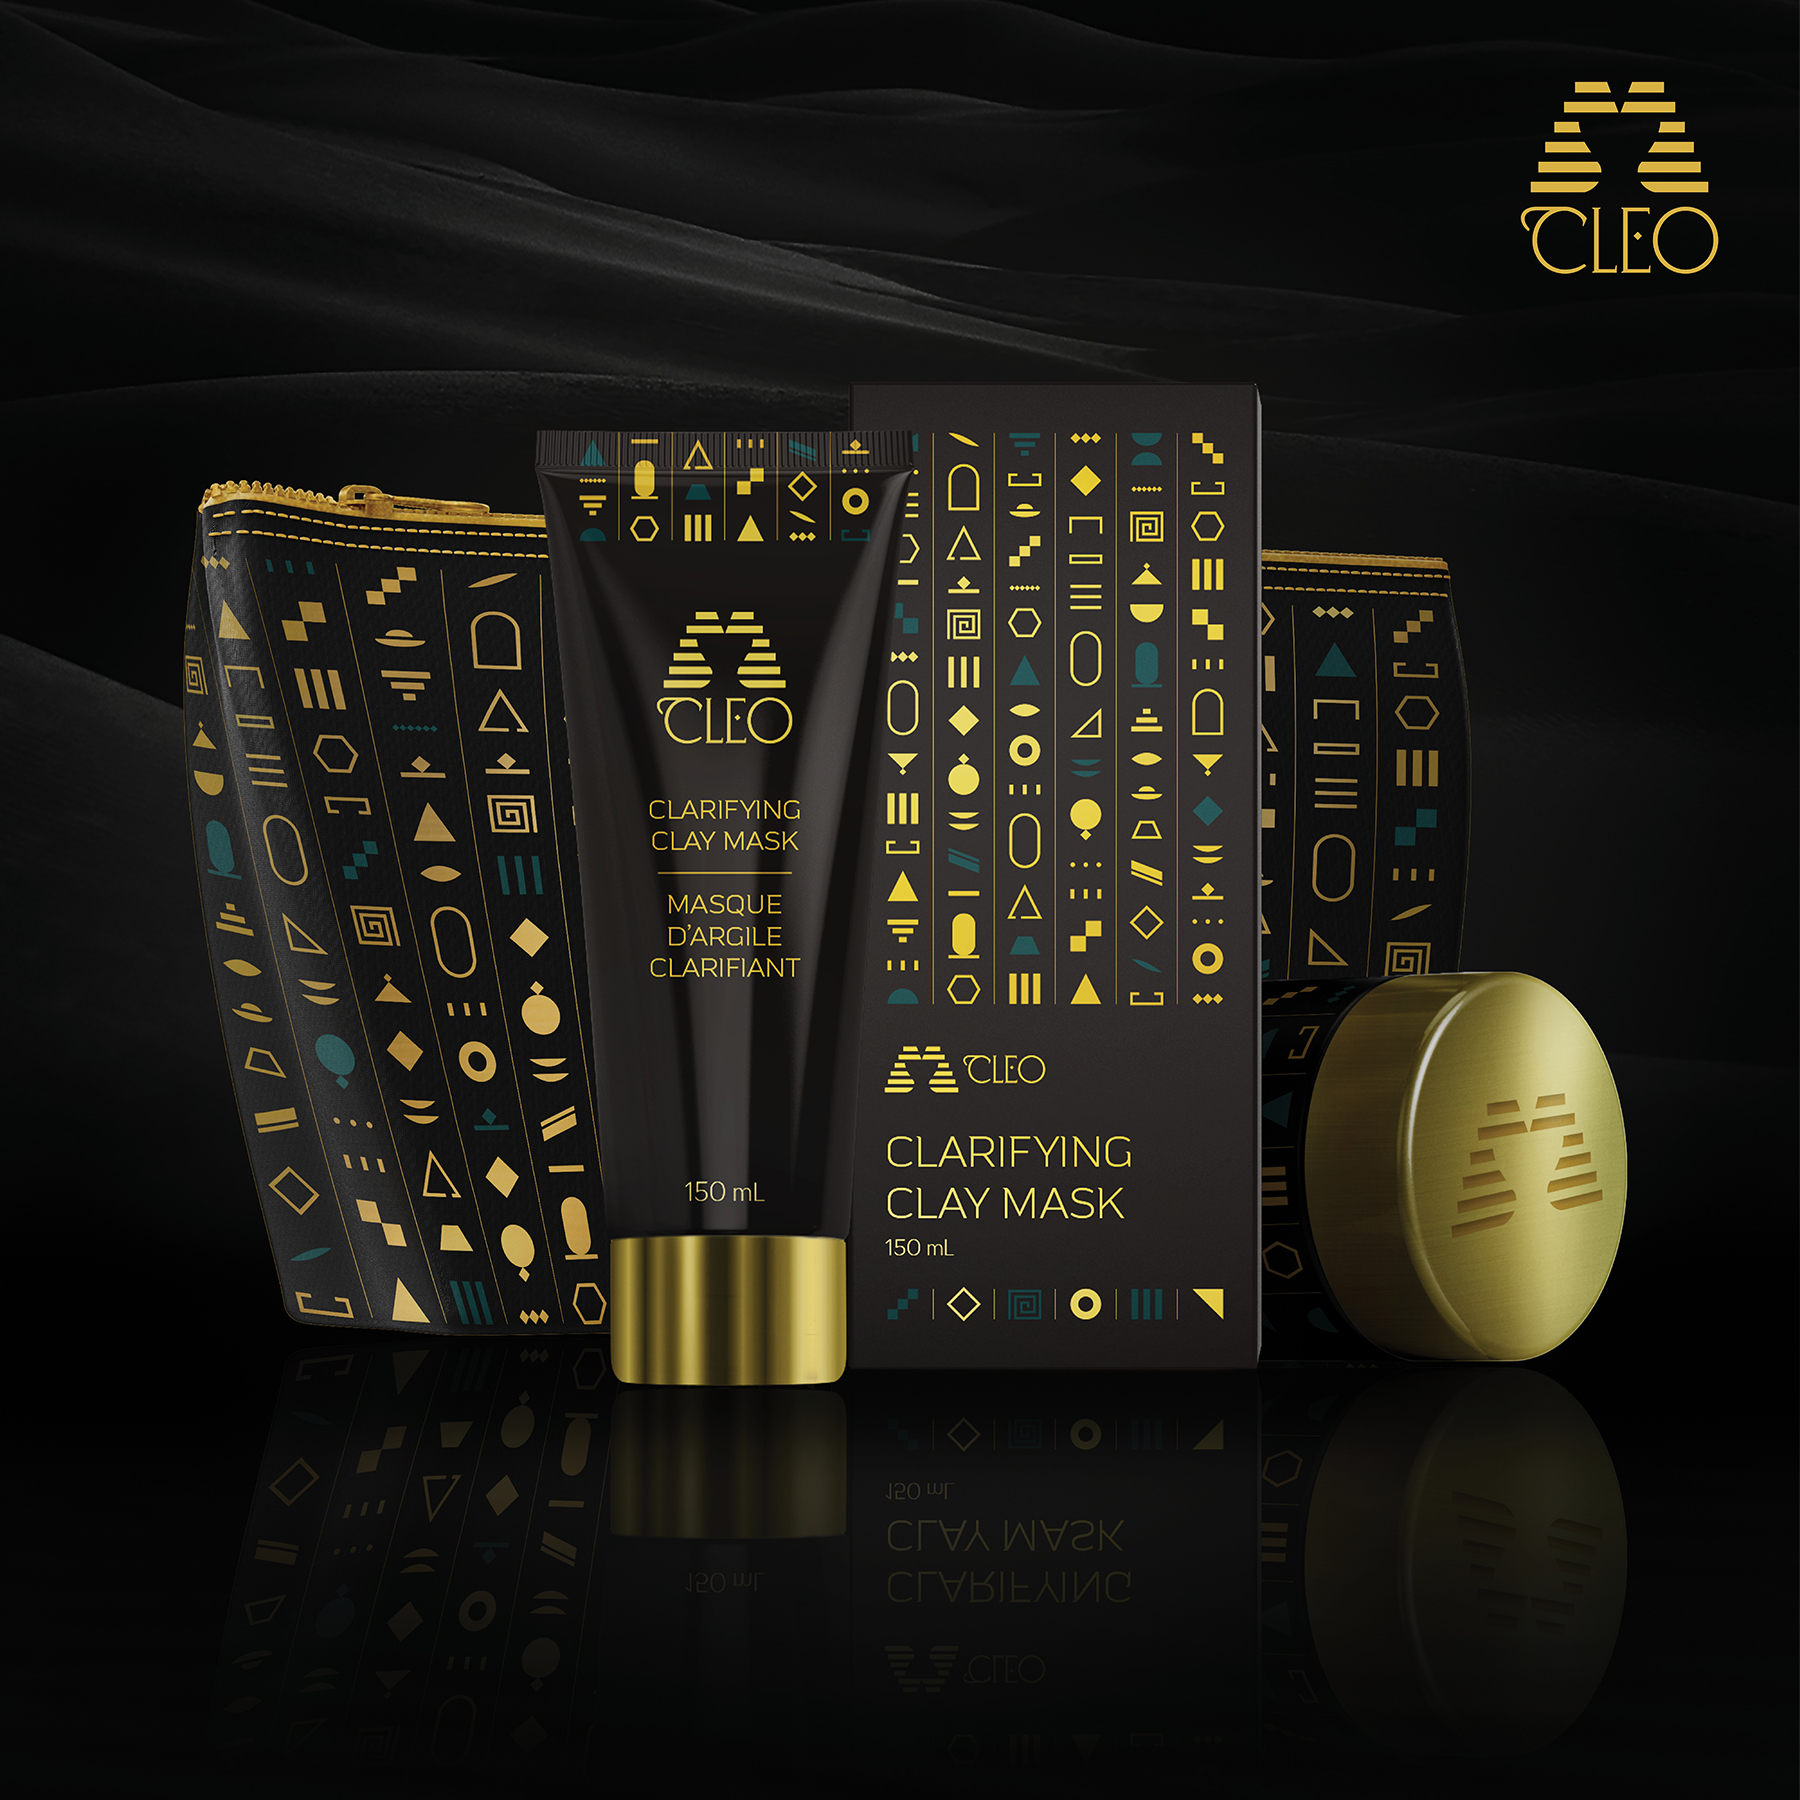 CLEO
CLEO
CLARIFYING
CLAY MASK
MASQUE
D'ARGILE
CLARIFIANT
150 mL
CLEO
CLARIFYING
CLAY MASK
150 mL